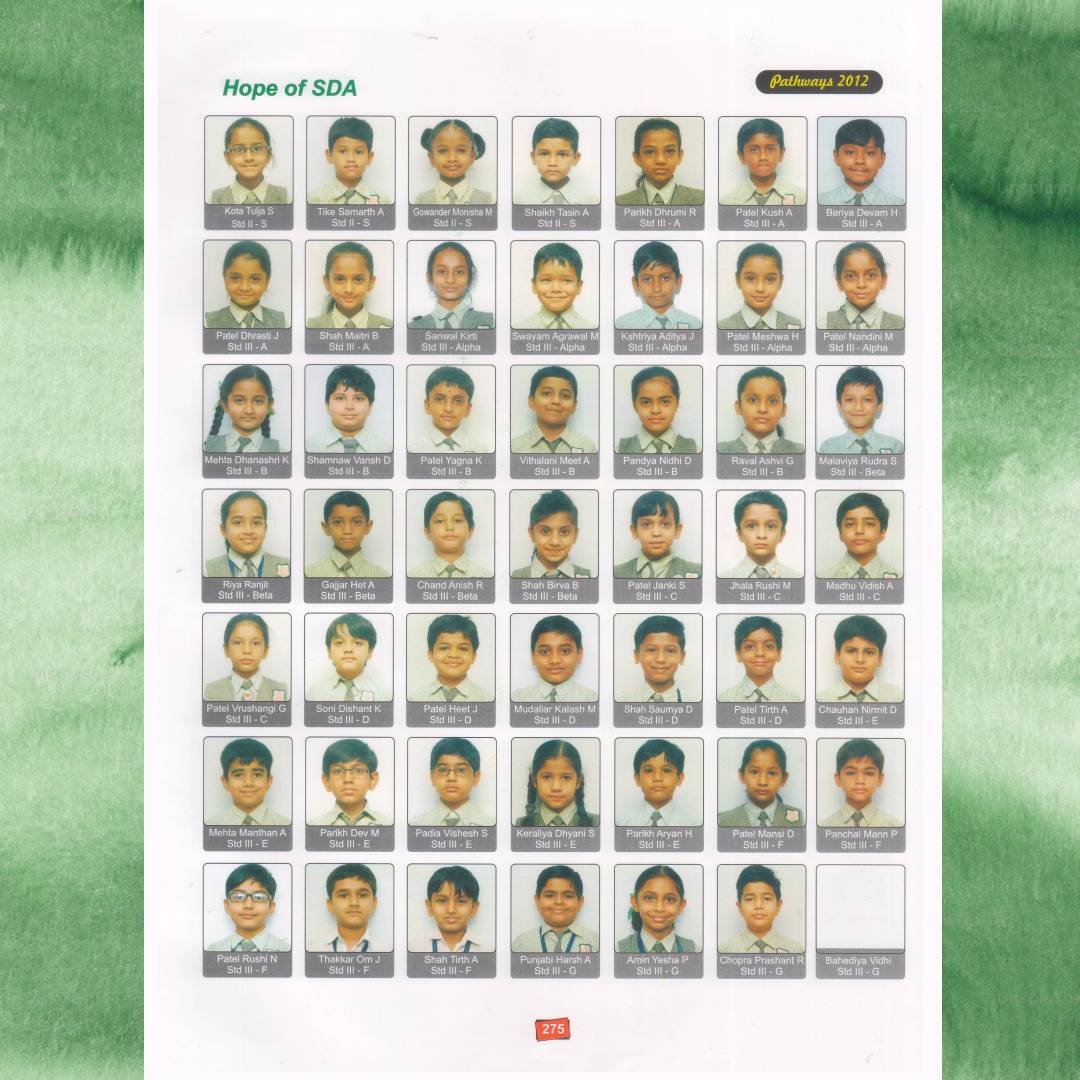 Hope of SDA
Pathways 2012
Kota Tulja S
Std II - S
Tike Samarth A
Std II - S
Gowander Monisha M
Std II - S
Shaikh Tasin A
Std II - S
Parikh Dhrumi R
Std III - A
Patel Kush A
Std III - A
Bariya Devam H
Std III - A
Patel Dhrasti J
Std III - A
Shah Maitri B
Std III - A
Sanwal Kirti
Std III - Alpha
Swayam Agrawal M
Std III - Alpha
Kshtriya Aditya J
Std III - Alpha
Patel Meshwa H
Std III - Alpha
Patel Nandini M
Std III - Alpha
Mehta Dhanashri K
Std III - B
Shamnaw Vansh D
Std III - B
Patel Yagna K
Std III - B
Vithalani Meet A
Std III - B
Pandya Nidhi D
Std III - B
Raval Ashvi G
Std III - B
Malaviya Rudra S
Std III - Beta
Riya Ranjit
Std III - Beta
Gajjar Het A
Std III - Beta
Chand Anish R
Std III - Beta
Shah Birva B
Std III - Beta
Patel Janki S
Std III - C
Jhala Rushi M
Std III - C
Madhu Vidish A
Std III - C
Patel Vrushangi G
Std III - C
Soni Dishant K
Std III - D
Patel Heet J
Std III - D
Mudaliar Kalash M
Std III - D
Shah Saumya D
Std III - D
Patel Tirth A
Std III - D
Chauhan Nirmit D
Std III - E
Mehta Manthan A
Std III - E
Parikh Dev M
Std III - E
Padia Vishesh S
Std III - E
Keraliya Dhyani S
Std III - E
Parikh Aryan H
Std III - E
Patel Mansi D
Std III - F
Panchal Mann P
Std III - F
Patel Rushi N
Std III - F
Thakkar Om J
Std III - F
Shah Tirth A
Std III - F
Punjabi Harsh A
Std III - G
Amin Yesha P
Std III - G
Chopra Prashant R
Std III - G
Bahediya Vidhi
Std III - G
275